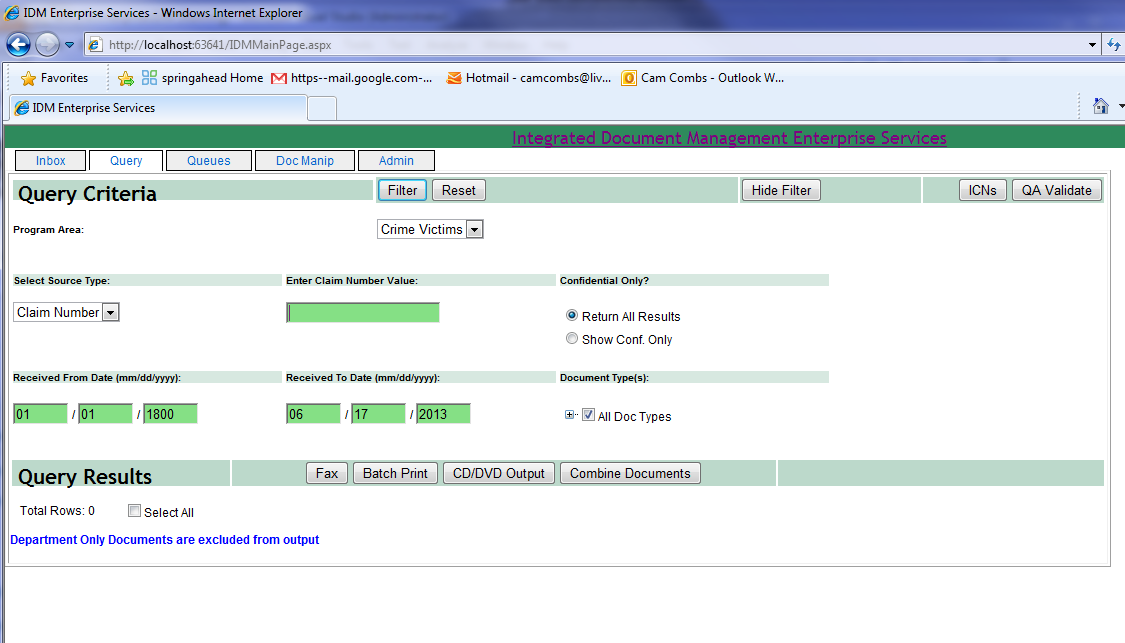 IDM Enterprise Services - Windows Internet Explorer
http://localhost:63641/IDMMainPage.aspx
Favorites springahead Home https--mail.google.com-... Hotmail - camcombs@liv... Cam Combs - Outlook W...
IDM Enterprise Services
Integrated Document Management Enterprise Services
Inbox Query Queues Doc Manip Admin
Query Criteria Filter Reset Hide Filter ICNs QA Validate
Program Area: Crime Victims
Select Source Type: Enter Claim Number Value: Confidential Only?
Claim Number Return All Results
Show Conf. Only
Received From Date (mm/dd/yyyy): Received To Date (mm/dd/yyyy): Document Type(s):
01 / 01 / 1800 06 / 17 / 2013 All Doc Types
Query Results Fax Batch Print CD/DVD Output Combine Documents
Total Rows: 0 Select All
Department Only Documents are excluded from output